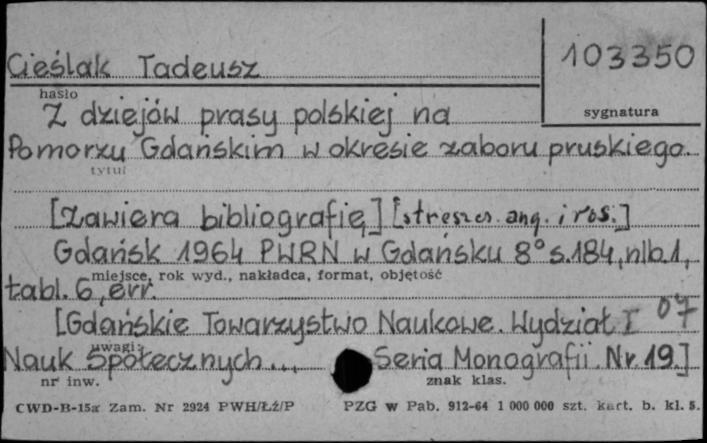 Cieślak Tadeusz
103350
hasło
sygnatura
Z dziejów prasy polskiej na
Pomorzu Gdańskim w okresie zaboru pruskiego.
tytuł
[Zawiera bibliografię] [streszcz. ang. i ros.]
Gdańsk 1964 PWRN w Gdańsku 8° s.184, nlb.1,
miejsce, rok wyd., nakładca, format, objętość
tabl. 6, err.
[Gdańskie Towarzystwo Naukowe. Wydział I 07
uwagi:
Nauk Społecznych... Seria Monografii. Nr.19.]
nr inw. znak klas.
CWD-B-15a Zam. Nr 2924 PWH/Łź/P PZG w Pab. 912-64 1 000 000 szt. kart. b. kl. 5.